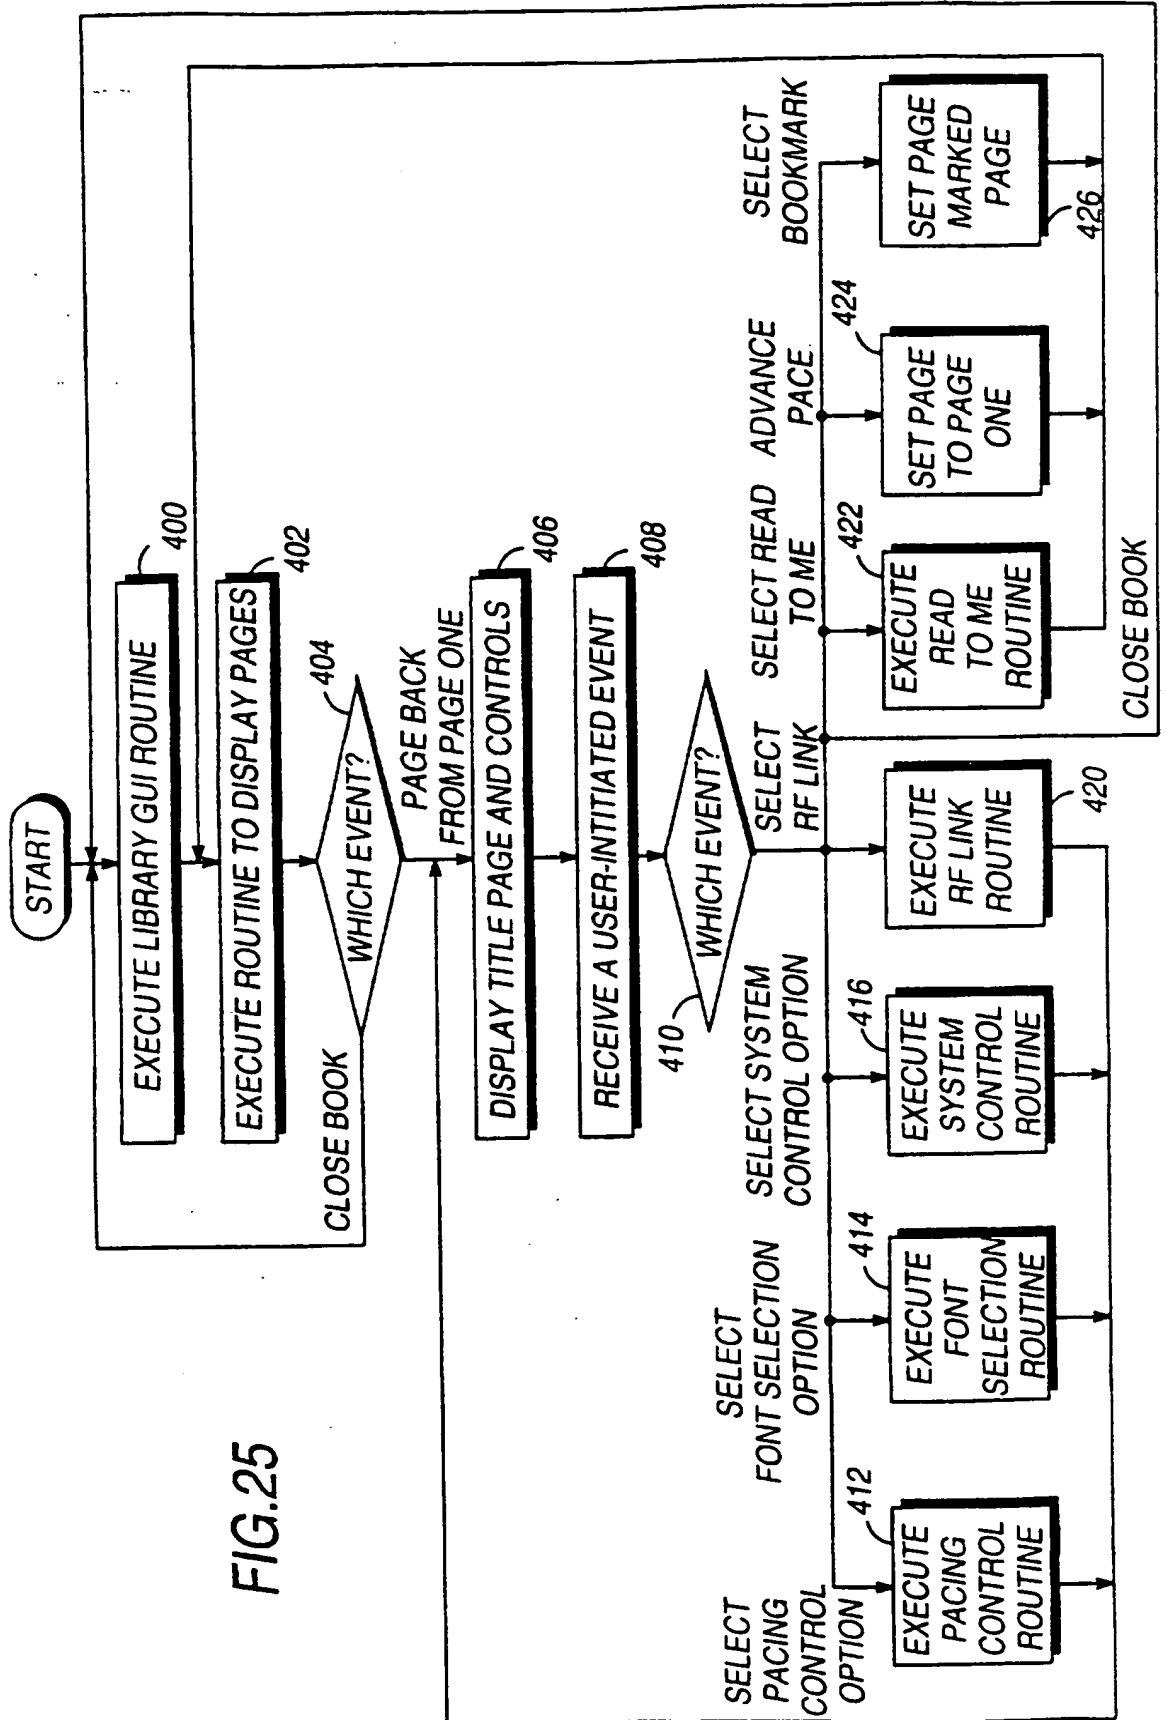 FIG.25
START
EXECUTE LIBRARY GUI ROUTINE
400
EXECUTE ROUTINE TO DISPLAY PAGES
402
WHICH EVENT?
404
CLOSE BOOK
PAGE BACK
FROM PAGE ONE
DISPLAY TITLE PAGE AND CONTROLS
406
RECEIVE A USER-INTITIATED EVENT
408
WHICH EVENT?
410
SELECT
PACING
CONTROL
OPTION
412
EXECUTE
PACING
CONTROL
ROUTINE
SELECT
FONT SELECTION
OPTION
414
EXECUTE
FONT
SELECTION
ROUTINE
SELECT SYSTEM
CONTROL OPTION
416
EXECUTE
SYSTEM
CONTROL
ROUTINE
SELECT
RF LINK
EXECUTE
RF LINK
ROUTINE
420
CLOSE BOOK
SELECT READ
TO ME
422
EXECUTE
READ
TO ME
ROUTINE
ADVANCE
PACE
424
SET PAGE
TO PAGE
ONE
SELECT
BOOKMARK
SET PAGE
MARKED
PAGE
426